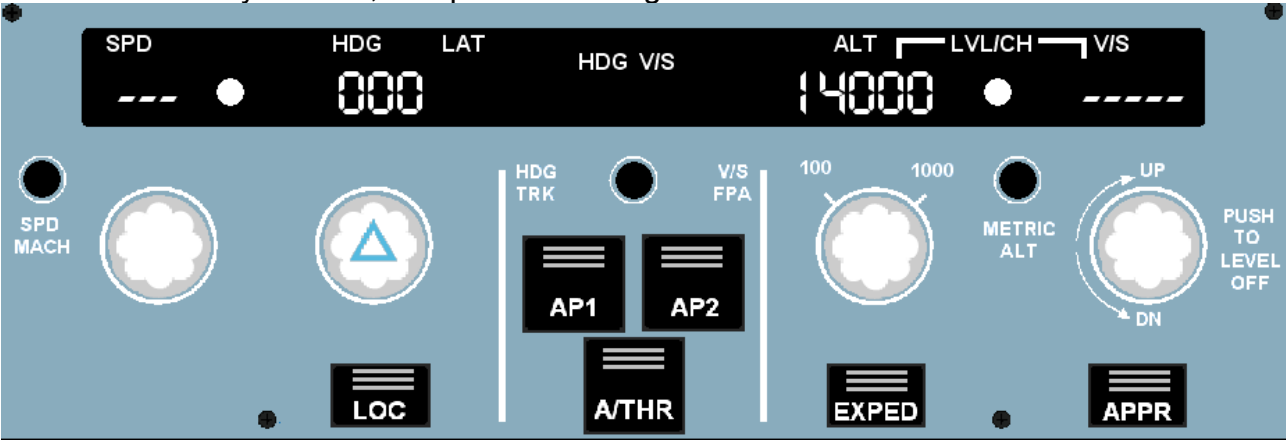 SPD HDG LAT HDG V/S ALT LVL/CH V/S
--- 000 14000 -----
SPD
MACH
HDG
TRK
V/S
FPA
100 1000
METRIC
ALT
UP
DN
PUSH
TO
LEVEL
OFF
AP1 AP2
LOC A/THR EXPED APPR